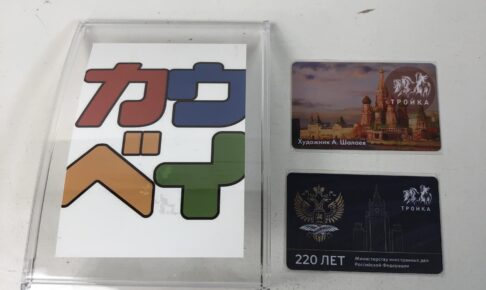 カウ
ベイ
ТРОЙКА
Художник А. Шалаев
ТРОЙКА
220 ЛЕТ
Министерству иностранных дел
Российской Федерации